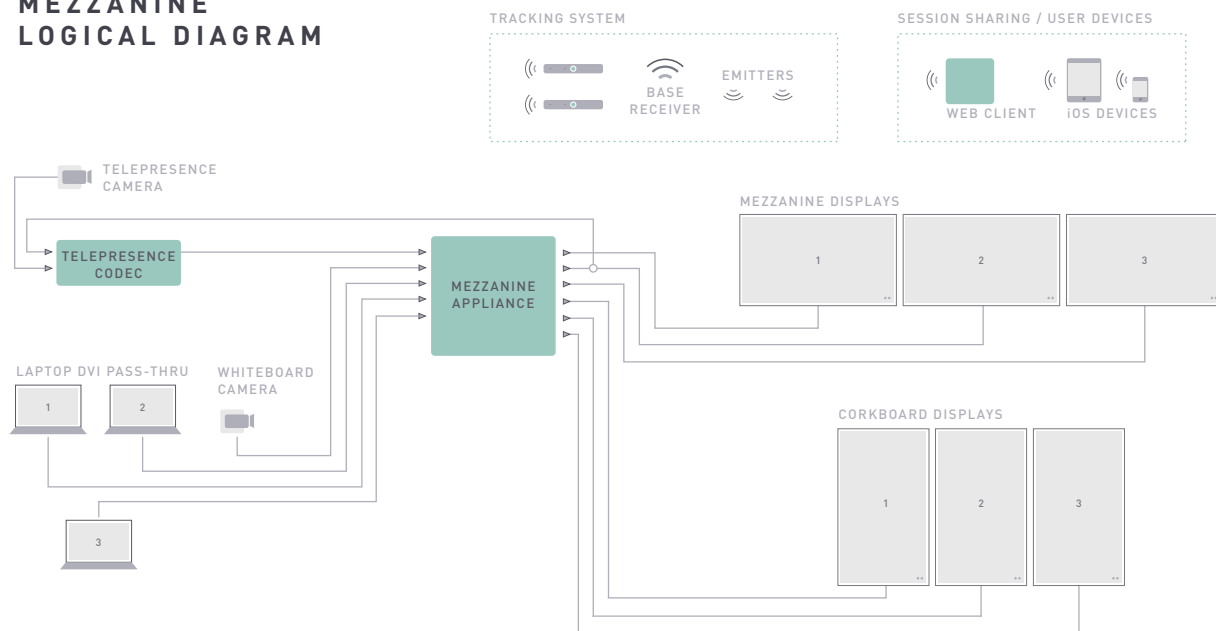 MEZZANINE
LOGICAL DIAGRAM
TRACKING SYSTEM
SESSION SHARING / USER DEVICES
EMITTERS
BASE
RECEIVER
WEB CLIENT
iOS DEVICES
TELEPRESENCE
CAMERA
MEZZANINE DISPLAYS
TELEPRESENCE
CODEC
MEZZANINE
APPLIANCE
1
2
3
LAPTOP DVI PASS-THRU
WHITEBOARD
CAMERA
1
2
3
CORKBOARD DISPLAYS
1
2
3